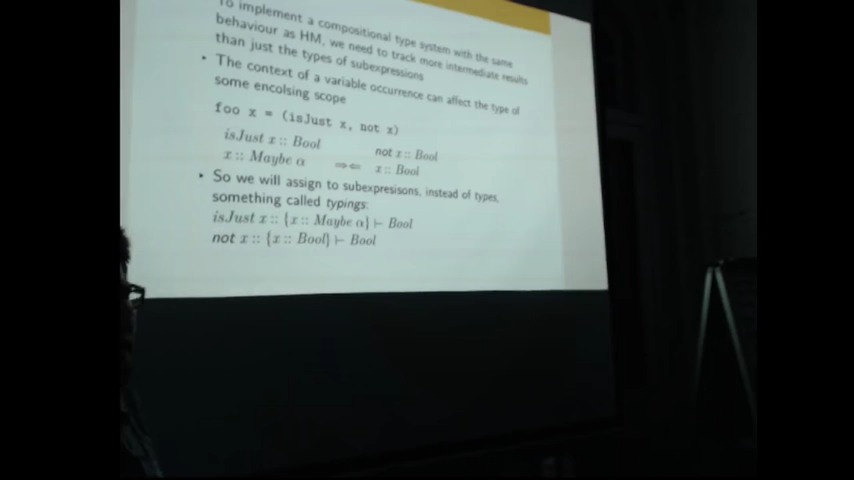 To implement a compositional type system with the same
behaviour as HM, we need to track more intermediate results
than just the types of subexpressions
• The context of a variable occurrence can affect the type of
some encolsing scope
foo x = (isJust x, not x)
isJust x :: Bool
not x :: Bool
x :: Maybe α ⇒⇐ x :: Bool
• So we will assign to subexpresisons, instead of types,
something called typings:
isJust x :: {x :: Maybe α} ⊢ Bool
not x :: {x :: Bool} ⊢ Bool